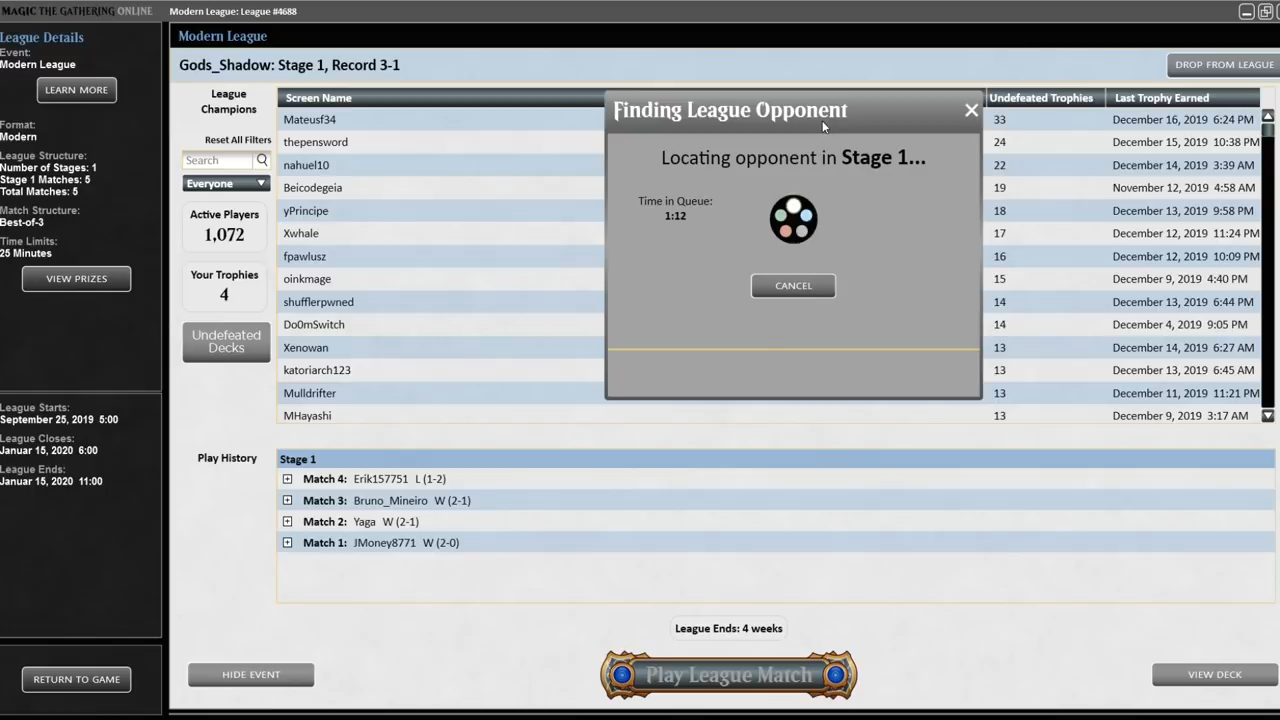 MAGIC THE GATHERING ONLINE
Modern League: League #4688
League Details
Event:
Modern League
LEARN MORE
Format:
Modern
League Structure:
Number of Stages: 1
Stage 1 Matches: 5
Total Matches: 5
Match Structure:
Best-of-3
Time Limits:
25 Minutes
VIEW PRIZES
League Starts:
September 25, 2019 5:00
League Closes:
Januar 15, 2020 6:00
League Ends:
Januar 15, 2020 11:00
RETURN TO GAME
Modern League
Gods_Shadow: Stage 1, Record 3-1
DROP FROM LEAGUE
League
Champions
Reset All Filters
Search
Everyone
Active Players
1,072
Your Trophies
4
Undefeated
Decks
Screen Name Undefeated Trophies Last Trophy Earned
Mateusf34 33 December 16, 2019 6:24 PM
thepensword 24 December 15, 2019 10:38 PM
nahuel10 22 December 14, 2019 3:39 AM
Beicodegeia 19 November 12, 2019 4:58 AM
yPrincipe 18 December 13, 2019 9:58 PM
Xwhale 17 December 12, 2019 11:24 PM
fpawlusz 16 December 12, 2019 10:09 PM
oinkmage 15 December 9, 2019 4:40 PM
shufflerpwned 14 December 13, 2019 6:44 PM
Do0mSwitch 14 December 4, 2019 9:05 PM
Xenowan 13 December 14, 2019 6:27 AM
katoriarch123 13 December 13, 2019 6:45 AM
Mulldrifter 13 December 11, 2019 11:21 PM
MHayashi 13 December 9, 2019 3:17 AM
Finding League Opponent
Locating opponent in Stage 1...
Time in Queue:
1:12
CANCEL
Play History
Stage 1
Match 4: Erik157751 L (1-2)
Match 3: Bruno_Mineiro W (2-1)
Match 2: Yaga W (2-1)
Match 1: JMoney8771 W (2-0)
League Ends: 4 weeks
HIDE EVENT
Play League Match
VIEW DECK